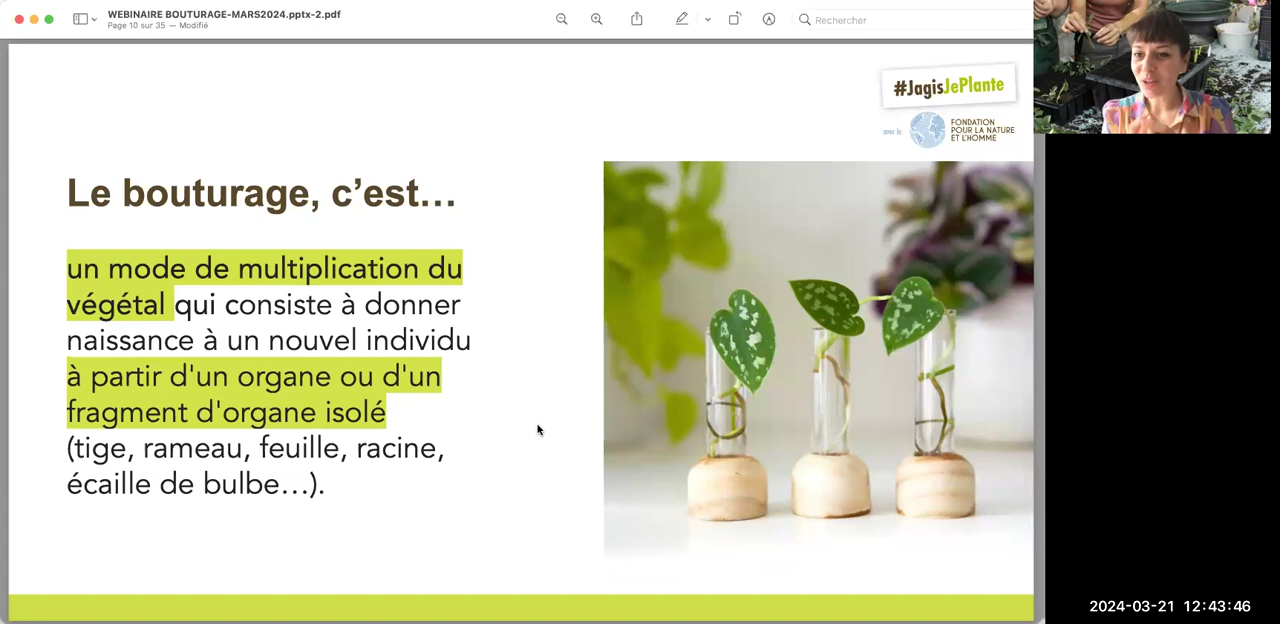 WEBINAIRE BOUTURAGE-MARS2024.pptx-2.pdf
Page 10 sur 35 — Modifié
Rechercher
#JagisJePlante
avec la
FONDATION
POUR LA NATURE
ET L'HOMME
Le bouturage, c’est…
un mode de multiplication du
végétal qui consiste à donner
naissance à un nouvel individu
à partir d'un organe ou d'un
fragment d'organe isolé
(tige, rameau, feuille, racine,
écaille de bulbe…).
2024-03-21 12:43:46